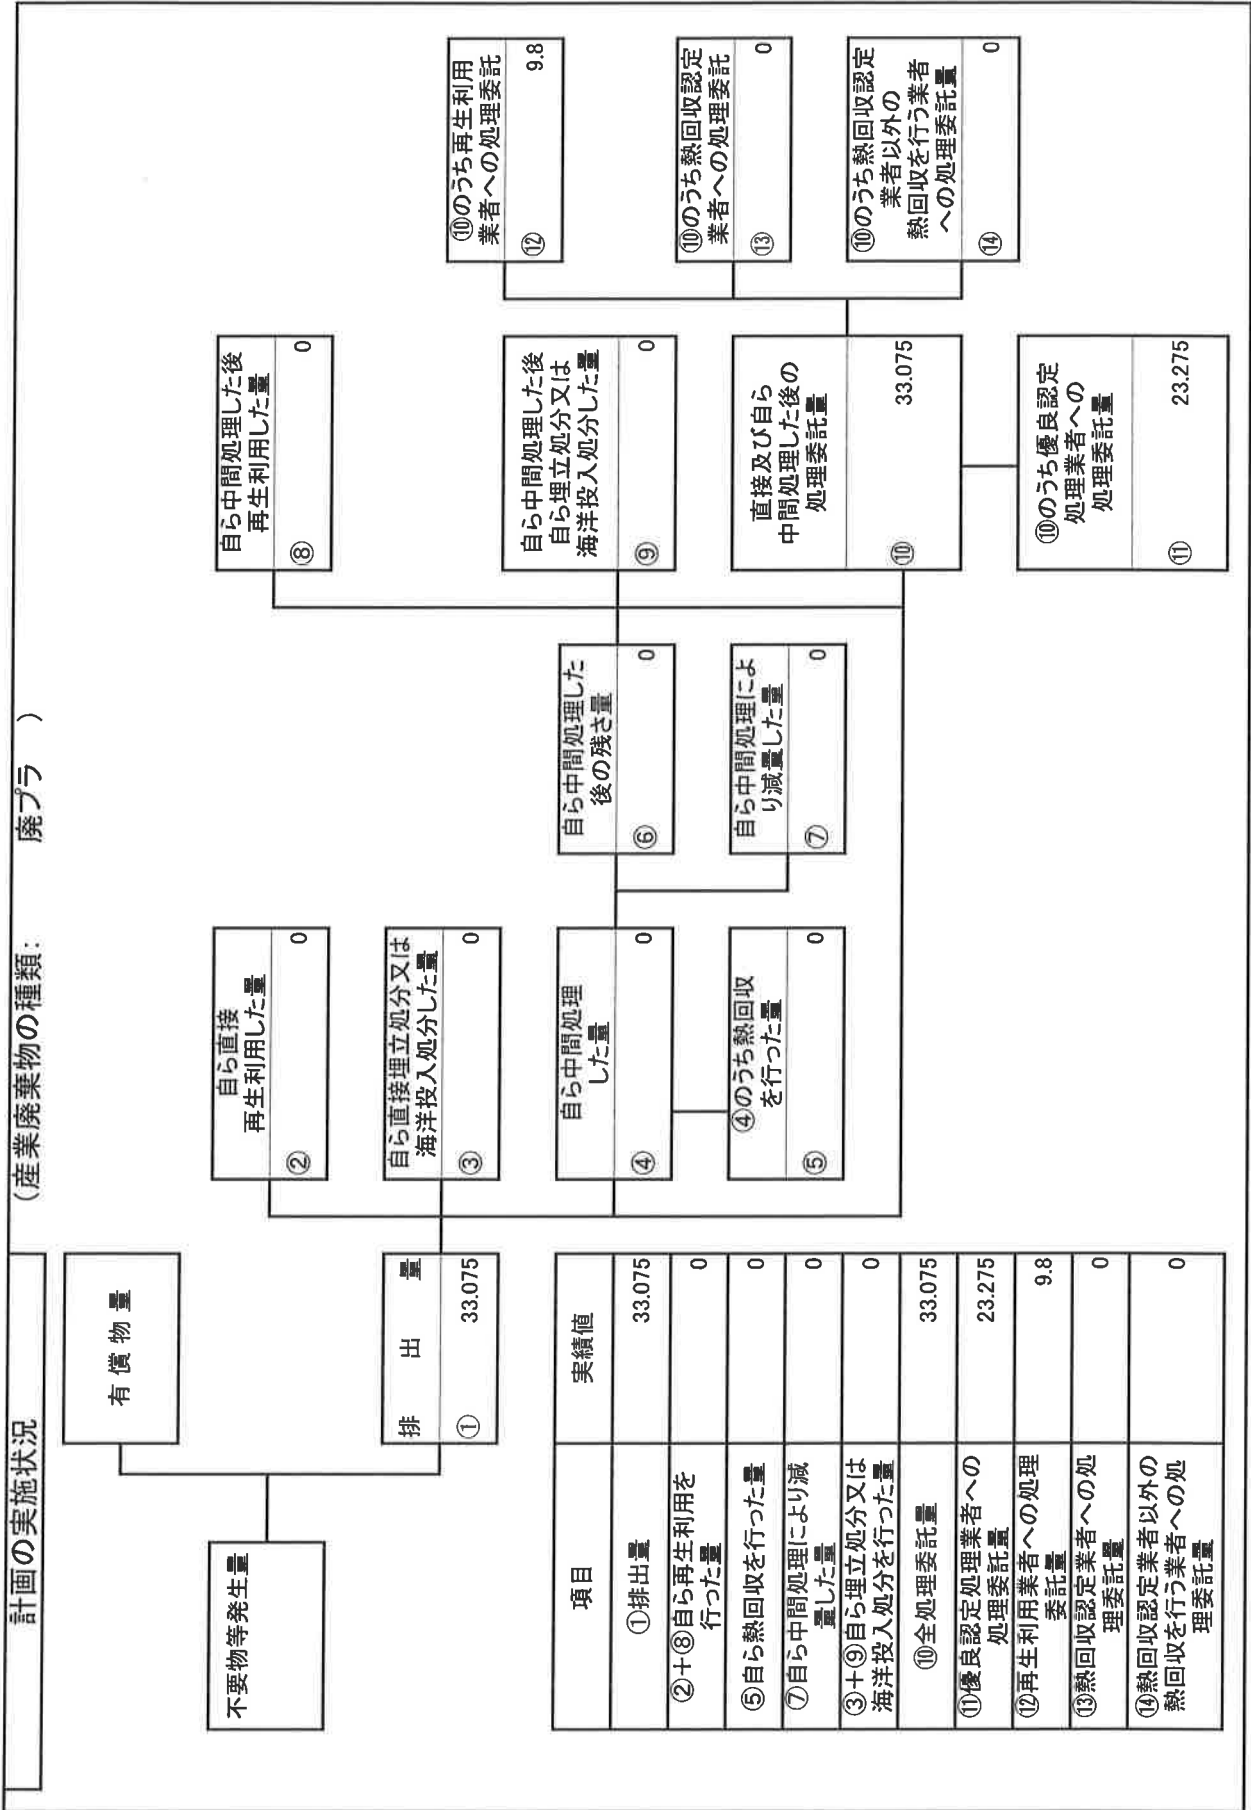 計画の実施状況
(産業廃棄物の種類: 廃プラ )
不要物等発生量
有償物量
排 出 量
① 33.075
自ら直接
再生利用した量
② 0
自ら直接埋立処分又は
海洋投入処分した量
③ 0
自ら中間処理
した量
④ 0
④のうち熱回収
を行った量
⑤ 0
自ら中間処理した
後の残さ量
⑥ 0
自ら中間処理によ
り減量した量
⑦ 0
自ら中間処理した後
再生利用した量
⑧ 0
自ら中間処理した後
自ら埋立処分又は
海洋投入処分した量
⑨ 0
直接及び自ら
中間処理した後の
処理委託量
⑩ 33.075
⑩のうち優良認定
処理業者への
処理委託量
⑪ 23.275
⑩のうち再生利用
業者への処理委託
⑫ 9.8
⑩のうち熱回収認定
業者への処理委託
⑬ 0
⑩のうち熱回収認定
業者以外の
熱回収を行う業者
への処理委託量
⑭ 0
項目 実績値
①排出量 33.075
②+⑧自ら再生利用を
行った量 0
⑤自ら熱回収を行った量 0
⑦自ら中間処理により減
量した量 0
③+⑨自ら埋立処分又は
海洋投入処分を行った量 0
⑩全処理委託量 33.075
⑪優良認定処理業者への
処理委託量 23.275
⑫再生利用業者への処理
委託量 9.8
⑬熱回収認定業者への処
理委託量 0
⑭熱回収認定業者以外の
熱回収を行う業者への処
理委託量 0